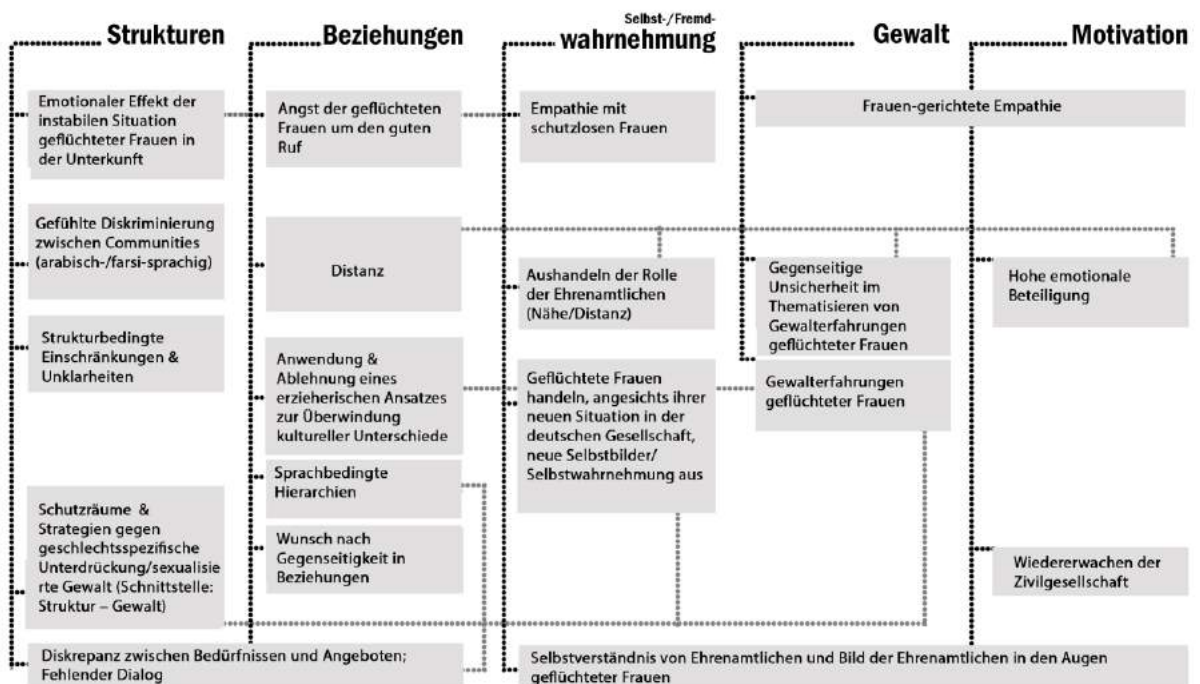 Strukturen
Emotionaler Effekt der
instabilen Situation
geflüchteter Frauen in
der Unterkunft
Gefühlte Diskriminierung
zwischen Communities
(arabisch-/farsi-sprachig)
Strukturbedingte
Einschränkungen &
Unklarheiten
Schutzräume &
Strategien gegen
geschlechtsspezifische
Unterdrückung/sexualisie
rte Gewalt (Schnittstelle:
Struktur – Gewalt)
Diskrepanz zwischen Bedürfnissen und Angeboten;
Fehlender Dialog
Beziehungen
Angst der geflüchteten
Frauen um den guten
Ruf
Distanz
Anwendung &
Ablehnung eines
erzieherischen Ansatzes
zur Überwindung
kultureller Unterschiede
Sprachbedingte
Hierarchien
Wunsch nach
Gegenseitigkeit in
Beziehungen
Selbst-/Fremd-
wahrnehmung
Empathie mit
schutzlosen Frauen
Aushandeln der Rolle
der Ehrenamtlichen
(Nähe/Distanz)
Geflüchtete Frauen
handeln, angesichts ihrer
neuen Situation in der
deutschen Gesellschaft,
neue Selbstbilder/
Selbstwahrnehmung aus
Selbstverständnis von Ehrenamtlichen und Bild der Ehrenamtlichen in den Augen
geflüchteter Frauen
Gewalt
Frauen-gerichtete Empathie
Gegenseitige
Unsicherheit im
Thematisieren von
Gewalterfahrungen
geflüchteter Frauen
Gewalterfahrungen
geflüchteter Frauen
Motivation
Hohe emotionale
Beteiligung
Wiedererwachen der
Zivilgesellschaft